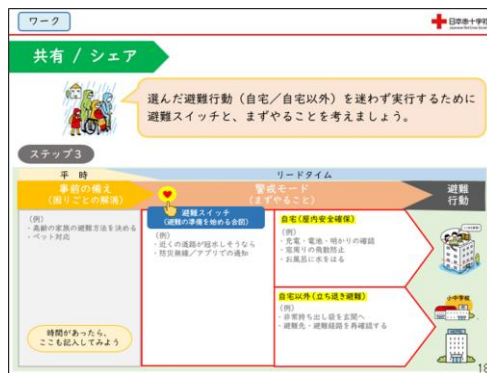 ワーク
日本赤十字社
共有 / シェア
選んだ避難行動（自宅／自宅以外）を迷わず実行するために
避難スイッチと、まずやることを考えましょう。
ステップ3
平 時
リードタイム
事前の備え
（困りごとの解消）
警戒モード
（まずやること）
避難
行動
（例）
・高齢の家族の避難方法を決める
・ペット対応
時間があったら、
ここも記入してみよう
避難スイッチ
（避難の準備を始める合図）
（例）
・近くの道路が冠水しそうなら
・防災無線／アプリでの通知
自宅（屋内安全確保）
（例）
・充電・電池・明かりの確認
・窓周りの飛散防止
・お風呂に水をはる
自宅以外（立ち退き避難）
（例）
・非常持ち出し袋を玄関へ
・避難先・避難経路を再確認する
小中学校
18